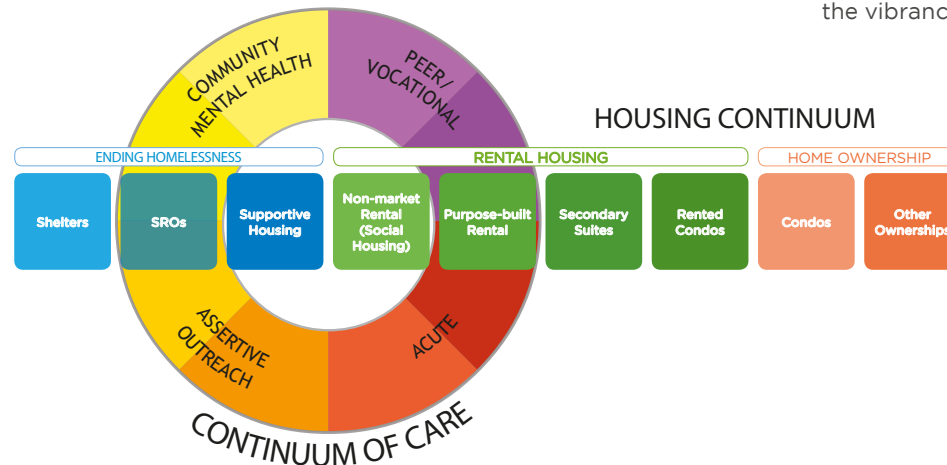 the vibranc
COMMUNITY
MENTAL HEALTH
PEER/
VOCATIONAL
HOUSING CONTINUUM
ENDING HOMELESSNESS
RENTAL HOUSING
HOME OWNERSHIP
Shelters
SROs
Supportive
Housing
Non-market
Rental
(Social
Housing)
Purpose-built
Rental
Secondary
Suites
Rented
Condos
Condos
Other
Ownerships
ASSERTIVE
OUTREACH
ACUTE
CONTINUUM OF CARE